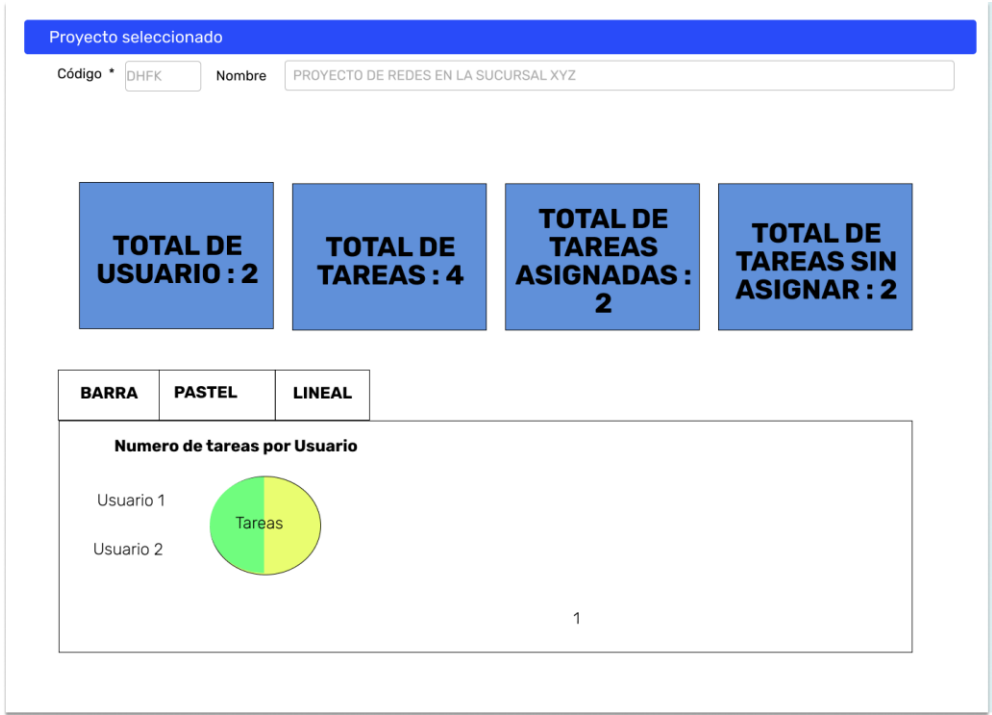 Proyecto seleccionado
Código * DHFK Nombre PROYECTO DE REDES EN LA SUCURSAL XYZ
TOTAL DE
USUARIO : 2
TOTAL DE
TAREAS : 4
TOTAL DE
TAREAS
ASIGNADAS :
2
TOTAL DE
TAREAS SIN
ASIGNAR : 2
BARRA PASTEL LINEAL
Numero de tareas por Usuario
Usuario 1
Tareas
Usuario 2
1